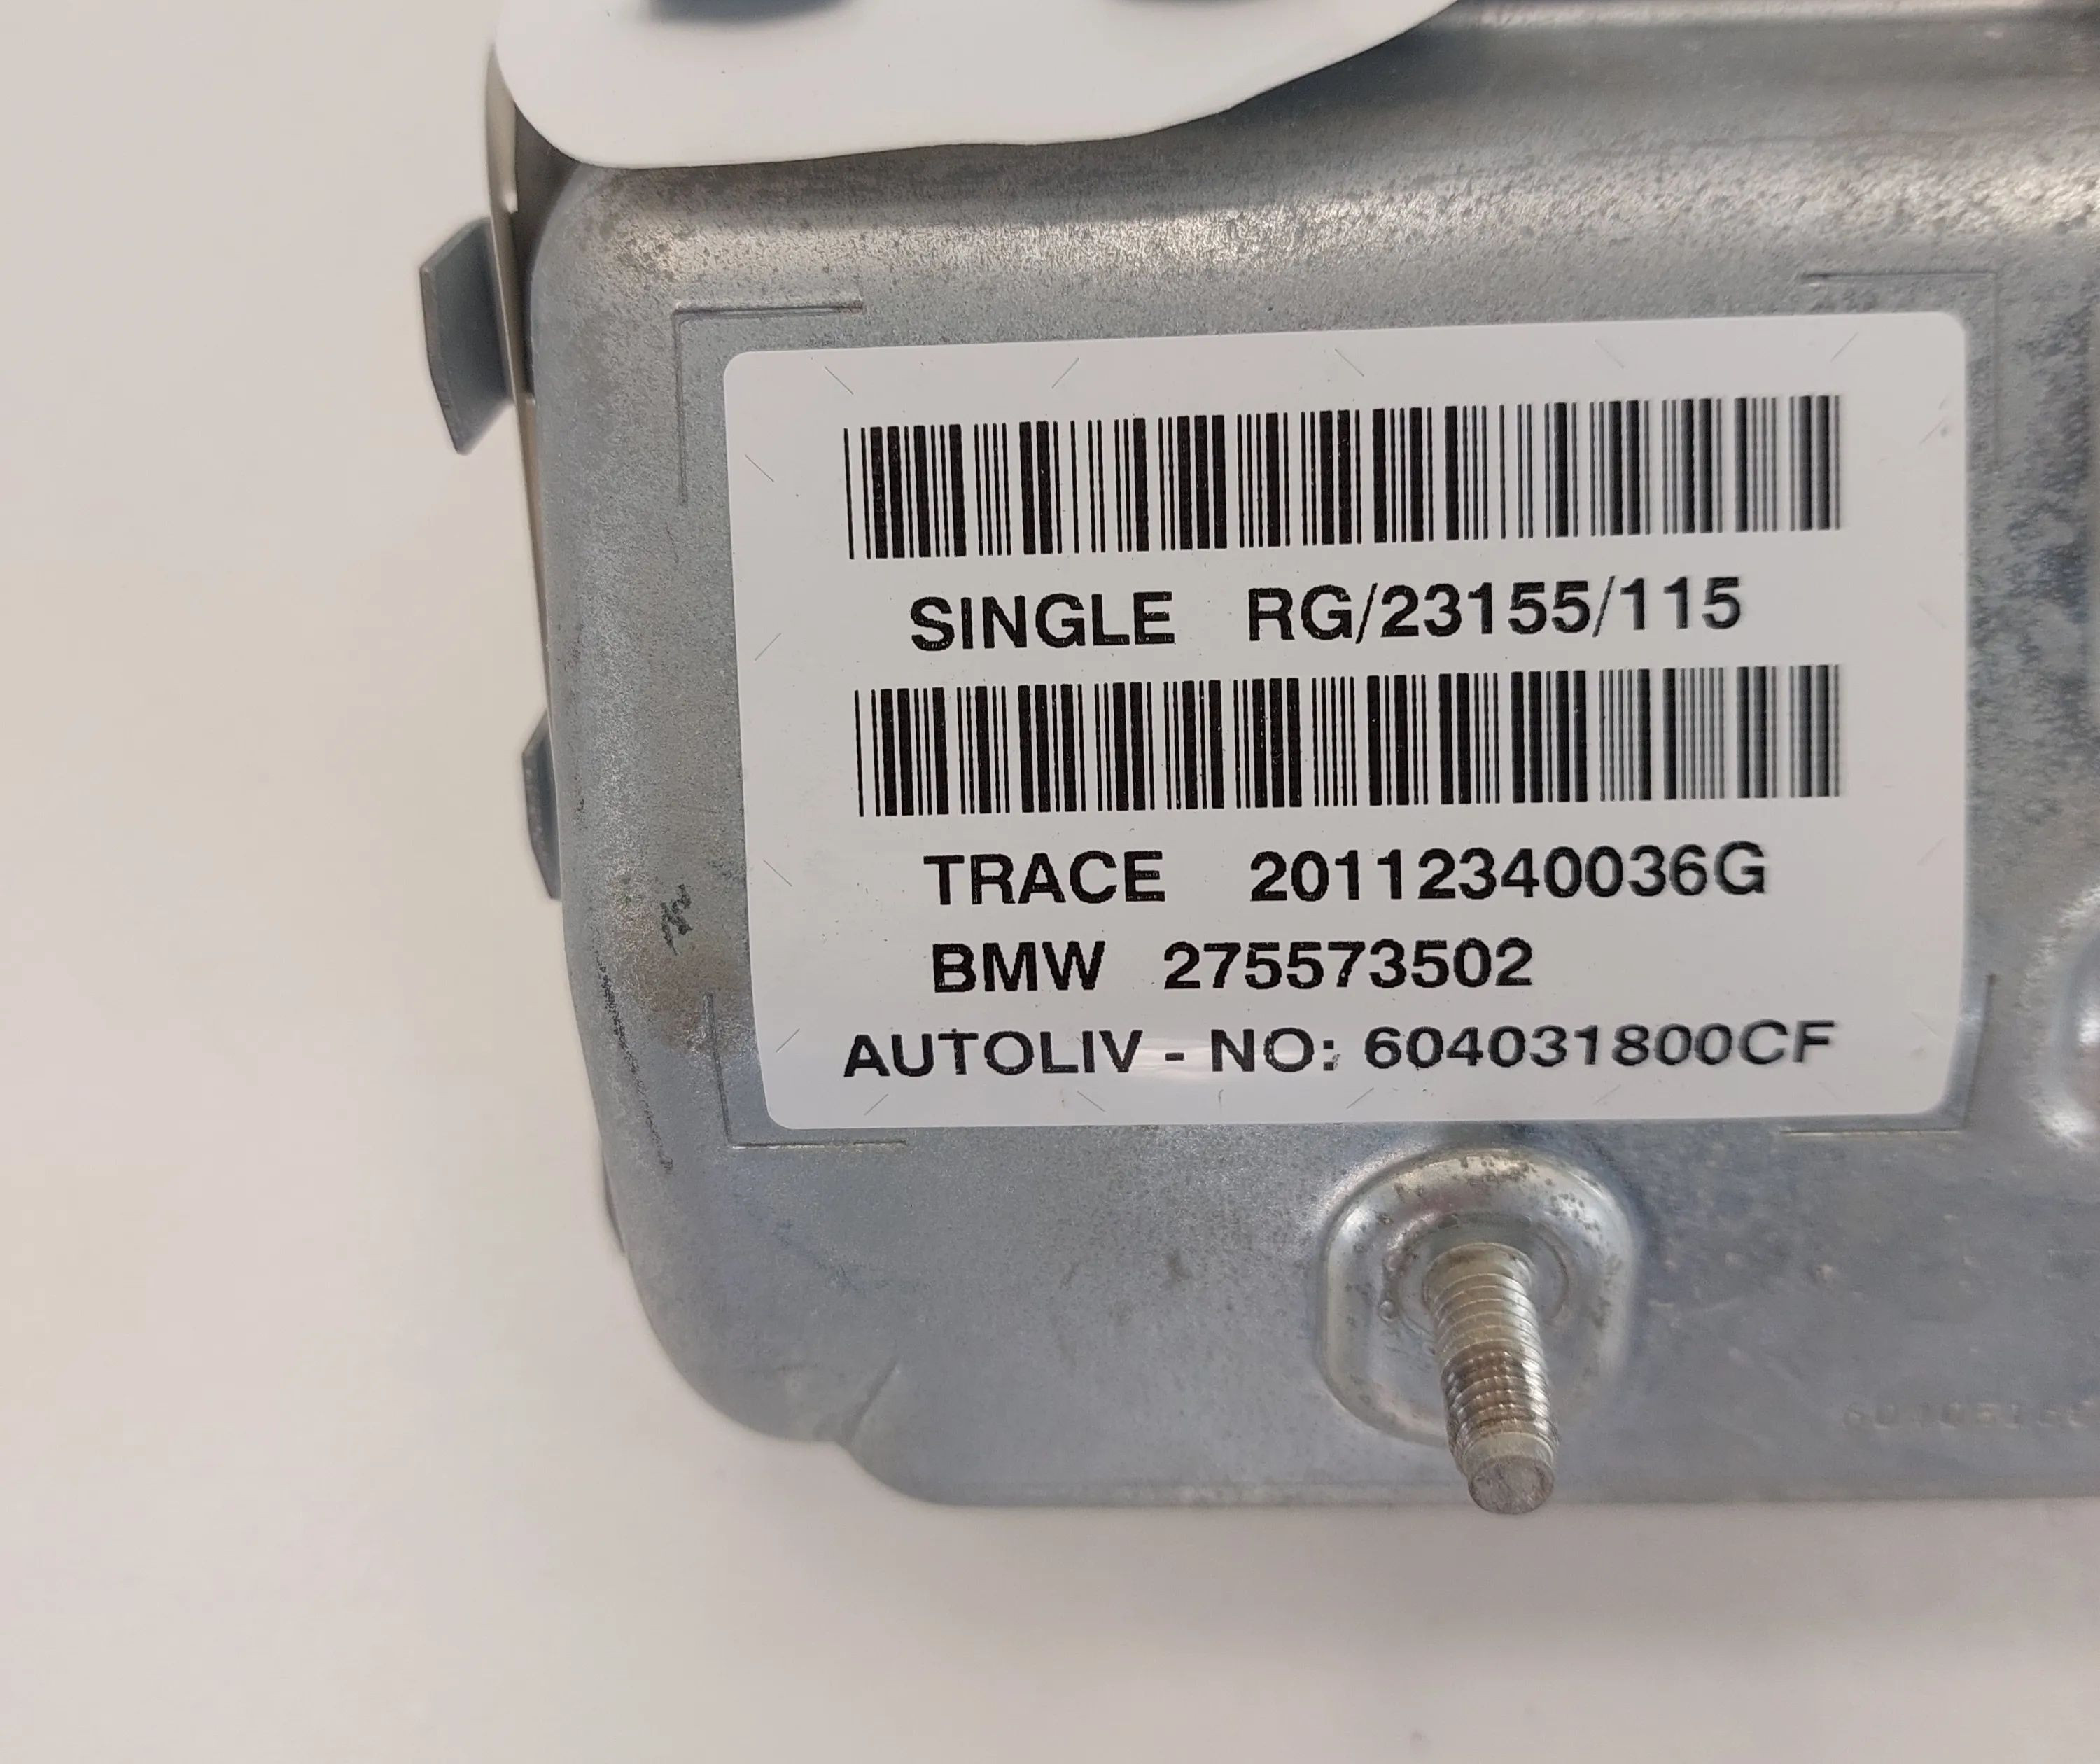 SINGLE RG/23155/115
TRACE 20112340036G
BMW 275573502
AUTOLIV - NO: 604031800CF